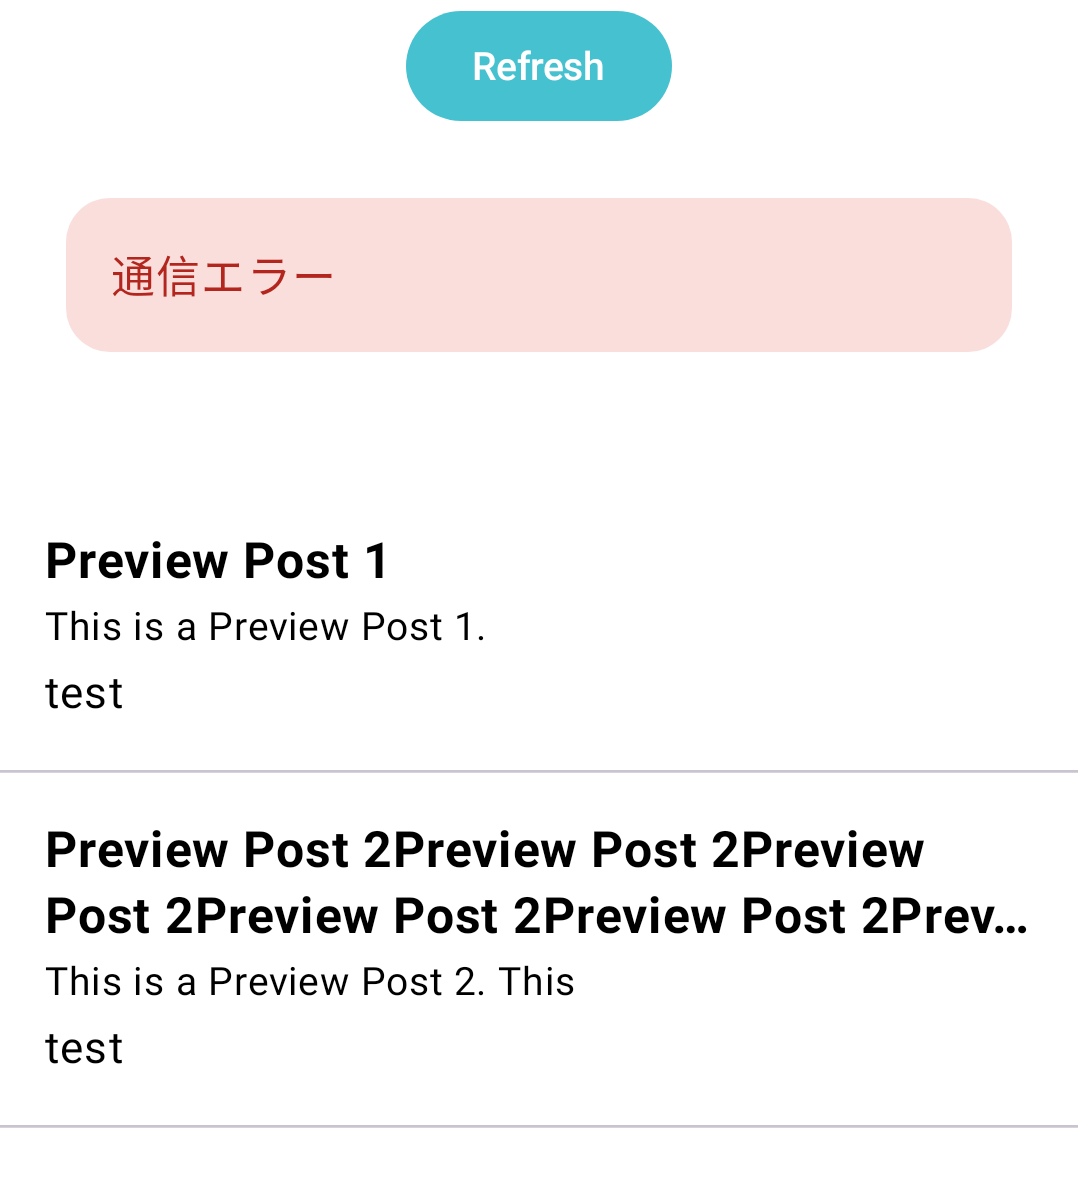 Refresh
通信エラー
Preview Post 1
This is a Preview Post 1.
test
Preview Post 2Preview Post 2Preview
Post 2Preview Post 2Preview Post 2Prev…
This is a Preview Post 2. This
test